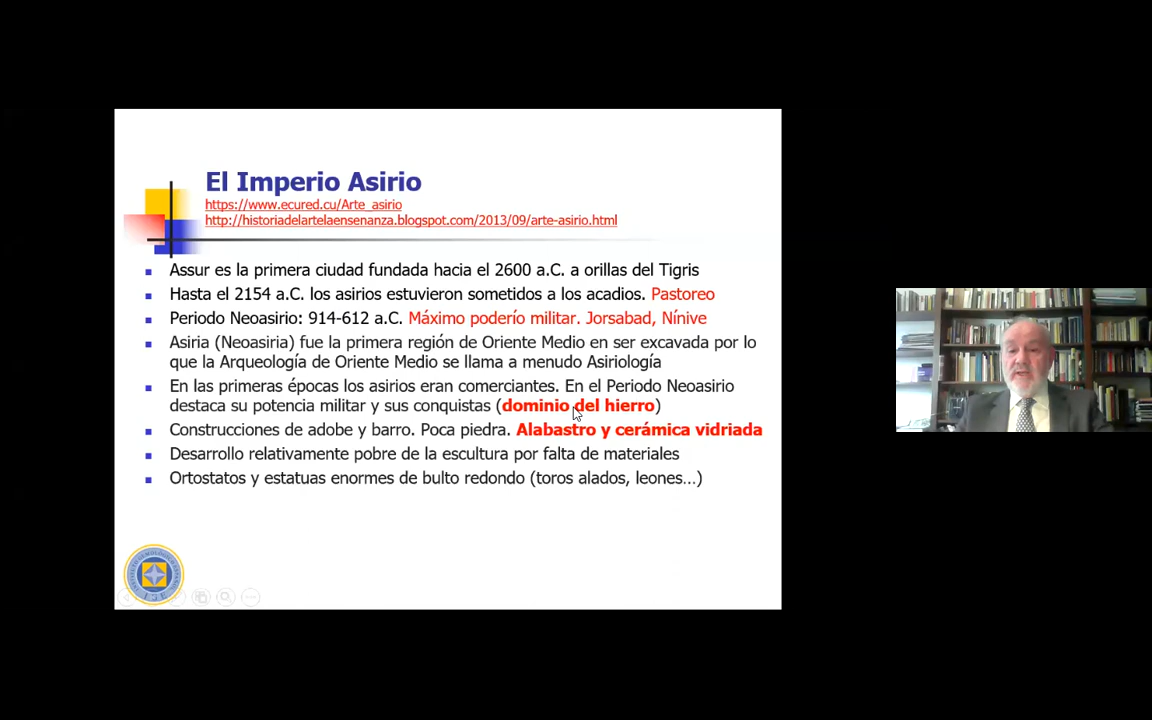 El Imperio Asirio
https://www.ecured.cu/Arte_asirio
http://historiadelartelaensenanza.blogspot.com/2013/09/arte-asirio.html
Assur es la primera ciudad fundada hacia el 2600 a.C. a orillas del Tigris
Hasta el 2154 a.C. los asirios estuvieron sometidos a los acadios. Pastoreo
Periodo Neoasirio: 914-612 a.C. Máximo poderío militar. Jorsabad, Nínive
Asiria (Neoasiria) fue la primera región de Oriente Medio en ser excavada por lo
que la Arqueología de Oriente Medio se llama a menudo Asiriología
En las primeras épocas los asirios eran comerciantes. En el Periodo Neoasirio
destaca su potencia militar y sus conquistas (dominio del hierro)
Construcciones de adobe y barro. Poca piedra. Alabastro y cerámica vidriada
Desarrollo relativamente pobre de la escultura por falta de materiales
Ortostatos y estatuas enormes de bulto redondo (toros alados, leones...)